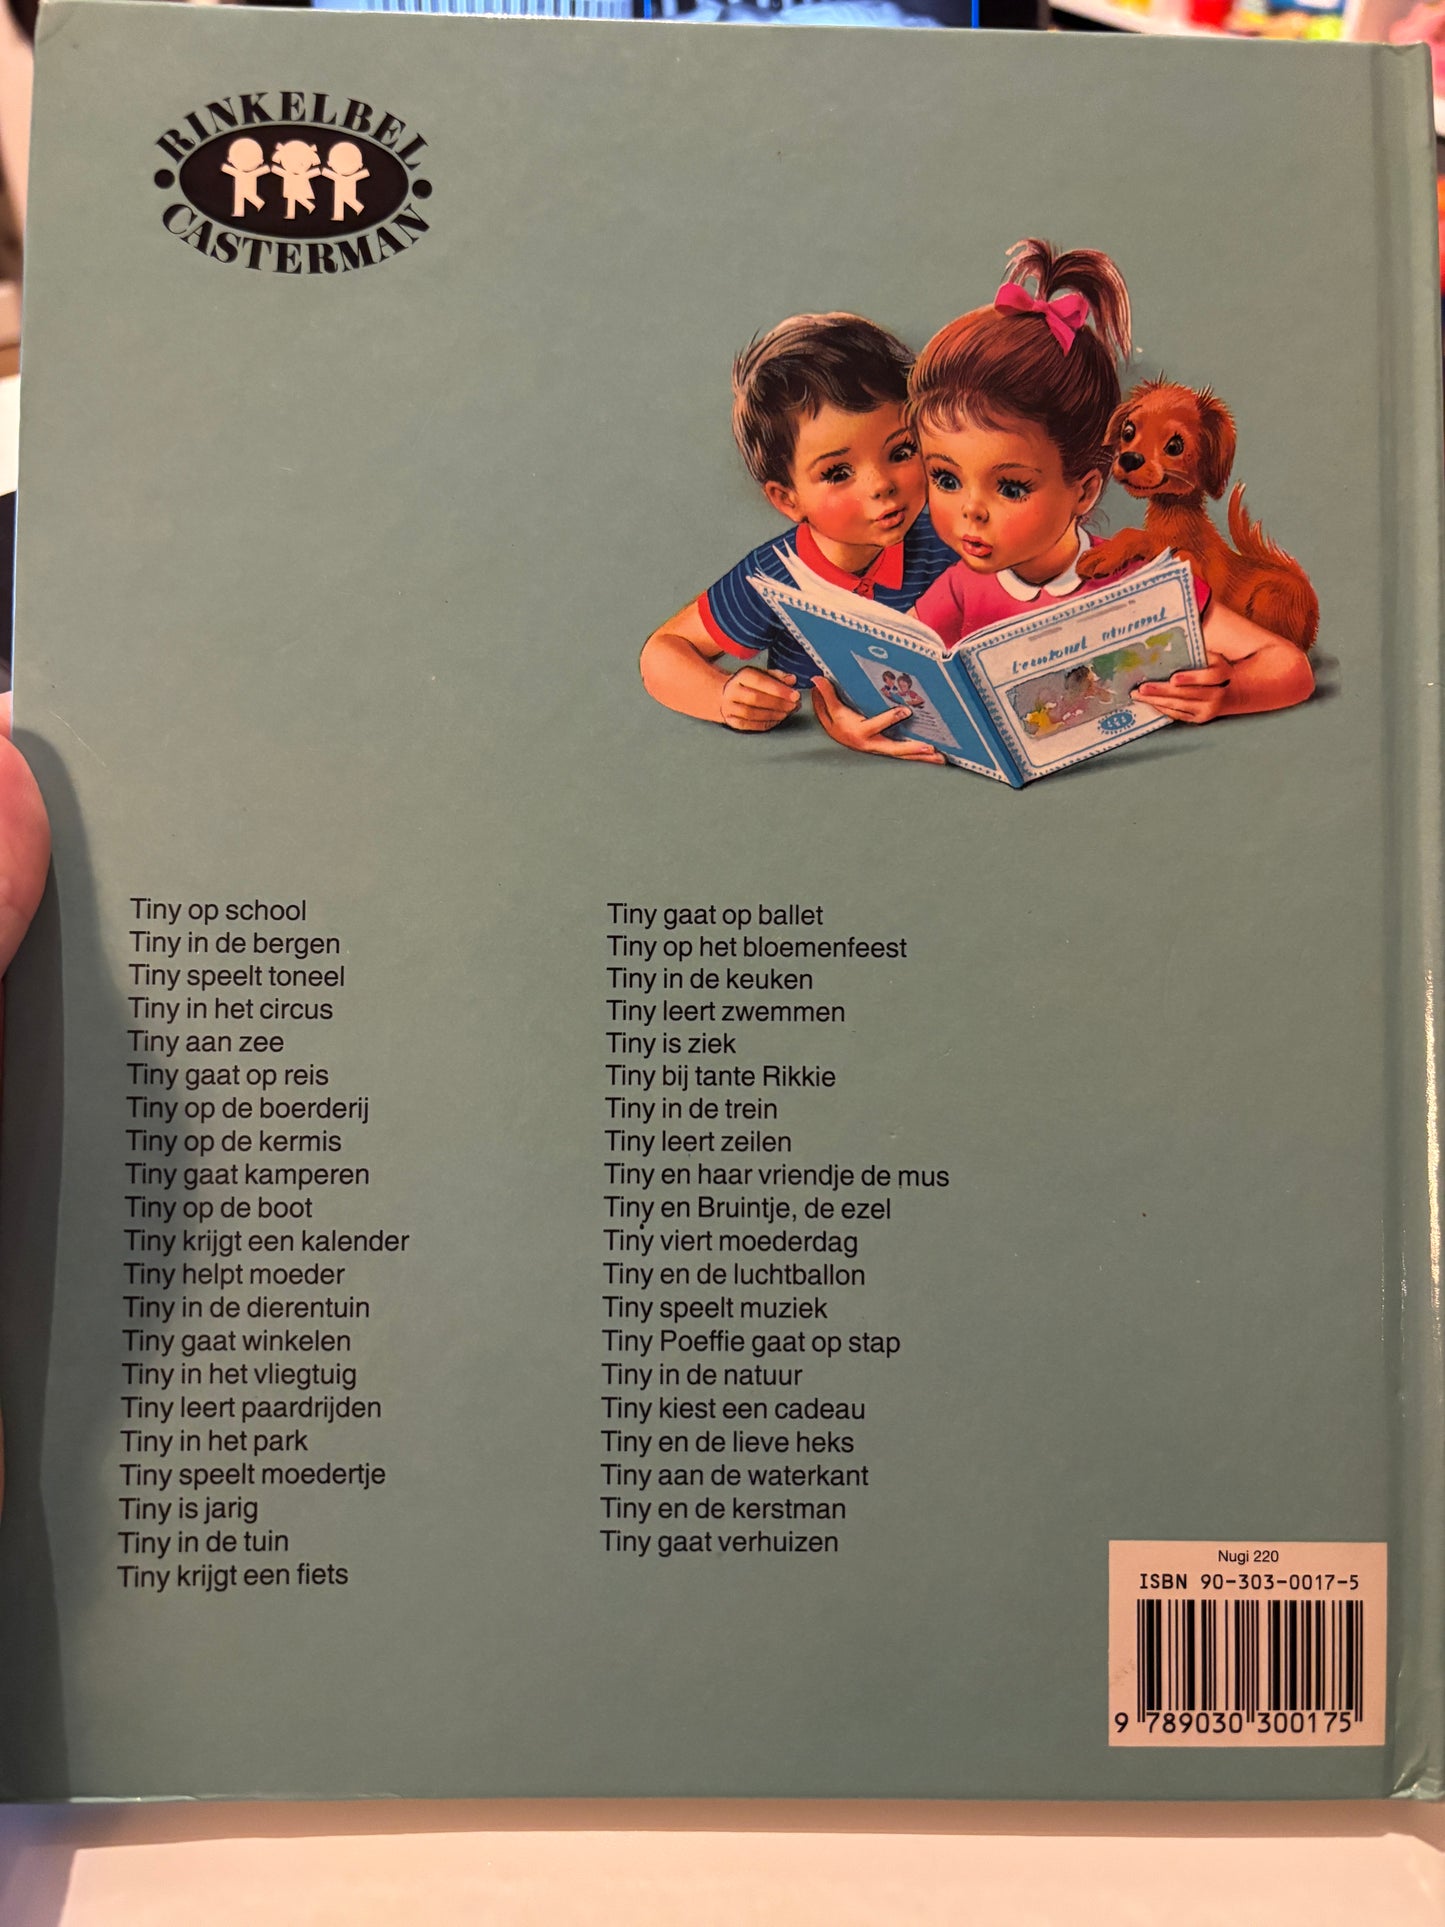 RINKELBEL
CASTERMAN
Tiny op school
Tiny in de bergen
Tiny speelt toneel
Tiny in het circus
Tiny aan zee
Tiny gaat op reis
Tiny op de boerderij
Tiny op de kermis
Tiny gaat kamperen
Tiny op de boot
Tiny krijgt een kalender
Tiny helpt moeder
Tiny in de dierentuin
Tiny gaat winkelen
Tiny in het vliegtuig
Tiny leert paardrijden
Tiny in het park
Tiny speelt moedertje
Tiny is jarig
Tiny in de tuin
Tiny krijgt een fiets
Tiny gaat op ballet
Tiny op het bloemenfeest
Tiny in de keuken
Tiny leert zwemmen
Tiny is ziek
Tiny bij tante Rikkie
Tiny in de trein
Tiny leert zeilen
Tiny en haar vriendje de mus
Tiny en Bruintje, de ezel
Tiny viert moederdag
Tiny en de luchtballon
Tiny speelt muziek
Tiny Poeffie gaat op stap
Tiny in de natuur
Tiny kiest een cadeau
Tiny en de lieve heks
Tiny aan de waterkant
Tiny en de kerstman
Tiny gaat verhuizen
Nugi 220
ISBN 90-303-0017-5
9 789030 300175